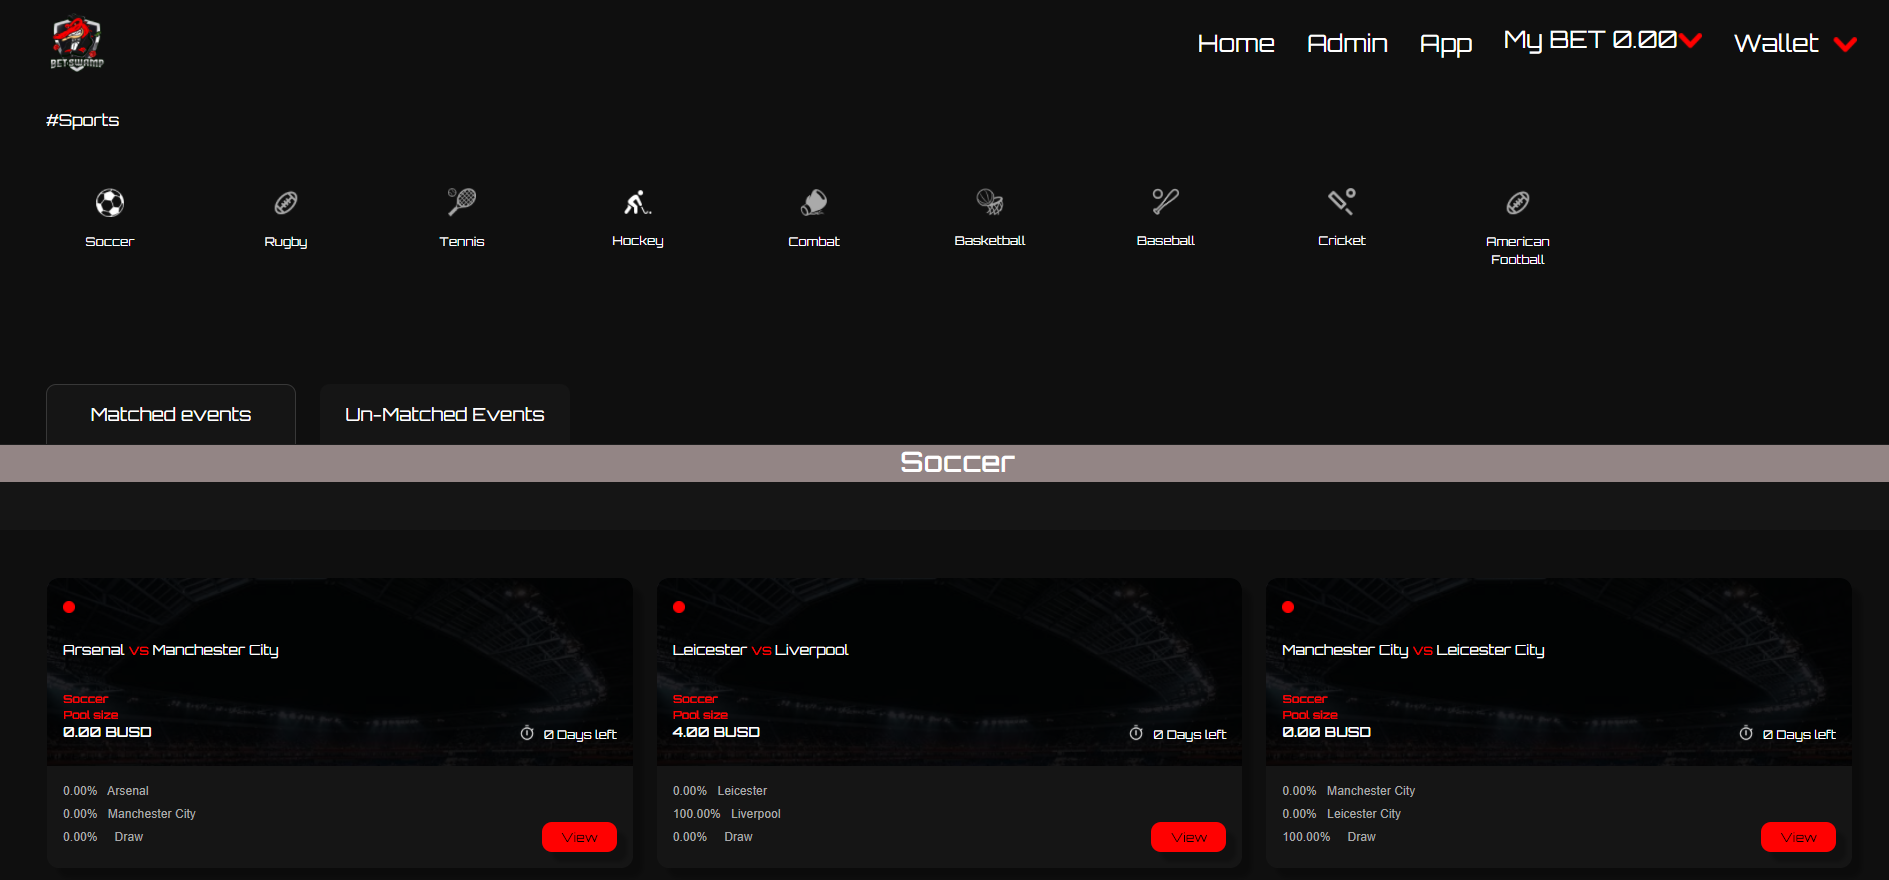 BETSWAMP
Home Admin App My BET 0.00 Wallet
#Sports
Soccer Rugby Tennis Hockey Combat Basketball Baseball Cricket American
Football
Matched events Un-Matched Events
Soccer
Arsenal vs Manchester City
Soccer
Pool size
0.00 BUSD 0 Days left
0.00% Arsenal
0.00% Manchester City
0.00% Draw
View
Leicester vs Liverpool
Soccer
Pool size
4.00 BUSD 0 Days left
0.00% Leicester
100.00% Liverpool
0.00% Draw
View
Manchester City vs Leicester City
Soccer
Pool size
0.00 BUSD 0 Days left
0.00% Manchester City
0.00% Leicester City
100.00% Draw
View